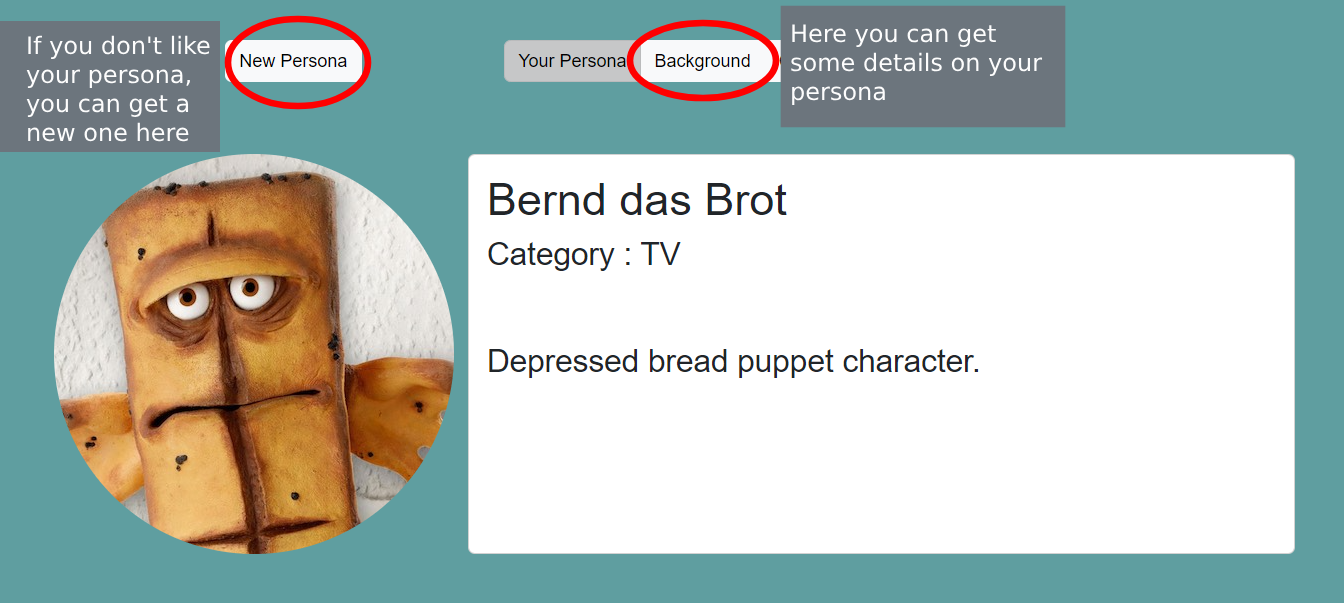 If you don't like
your persona,
you can get a
new one here
New Persona
Your Persona
Background
Here you can get
some details on your
persona
Bernd das Brot
Category : TV
Depressed bread puppet character.